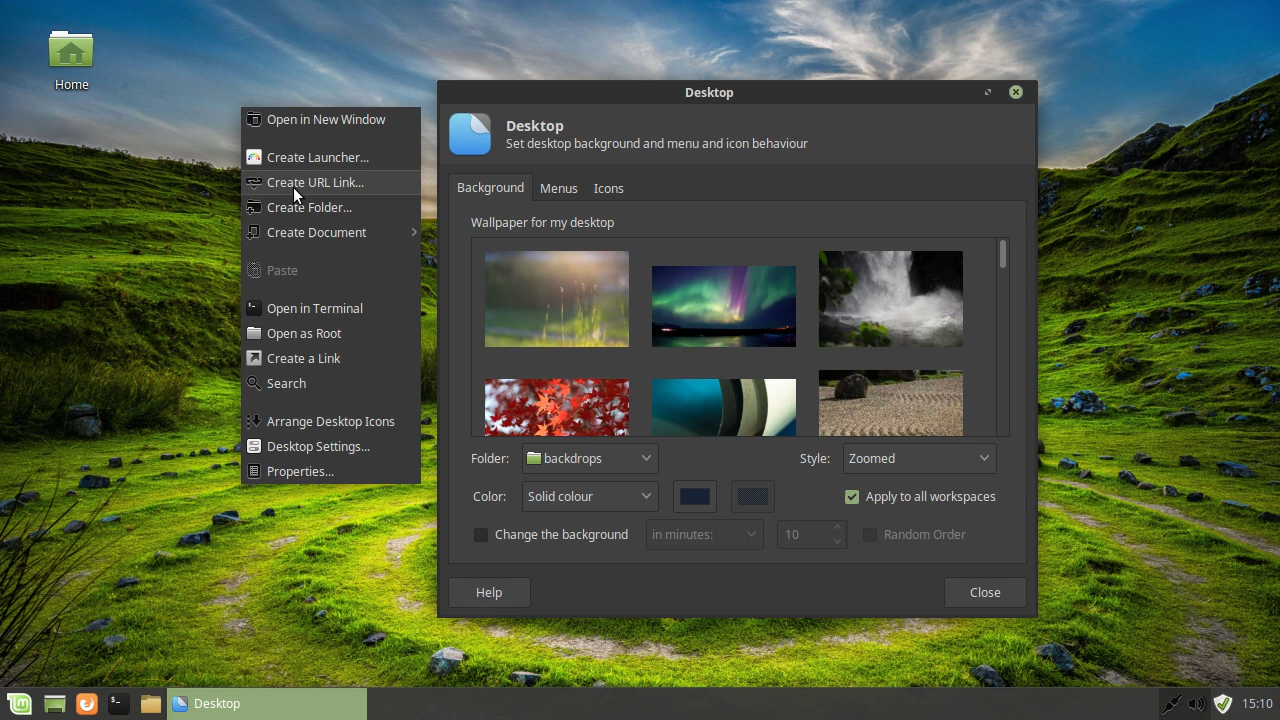 Home
Open in New Window
Create Launcher...
Create URL Link...
Create Folder...
Create Document
Paste
Open in Terminal
Open as Root
Create a Link
Search
Arrange Desktop Icons
Desktop Settings...
Properties...
Desktop
Desktop
Set desktop background and menu and icon behaviour
Background Menus Icons
Wallpaper for my desktop
Folder: backdrops Style: Zoomed
Color: Solid colour Apply to all workspaces
Change the background in minutes: 10 Random Order
Help Close
Desktop 15:10